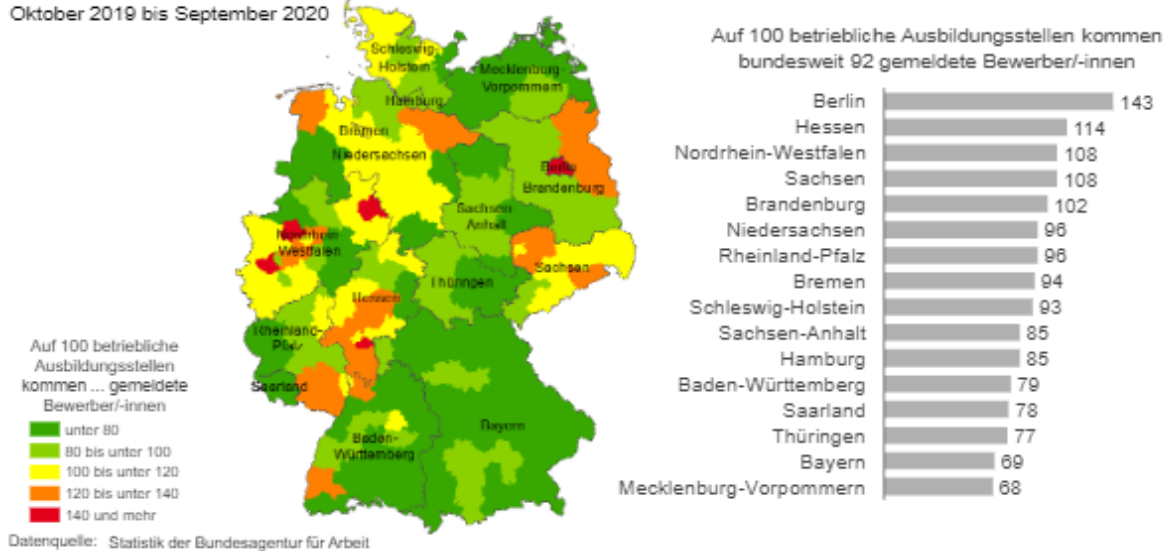 Oktober 2019 bis September 2020
Schleswig-
Holstein
Mecklenburg-
Vorpommern
Hamburg
Bremen
Niedersachsen
Berlin
Brandenburg
Sachsen
Anhalt
Nordrhein
Westfalen
Sachsen
Thüringen
Hessen
Rheinland-
Pfalz
Saarland
Bayern
Baden-
Württemberg
Auf 100 betriebliche
Ausbildungsstellen
kommen ... gemeldete
Bewerber/-innen
unter 80
80 bis unter 100
100 bis unter 120
120 bis unter 140
140 und mehr
Datenquelle: Statistik der Bundesagentur für Arbeit
Auf 100 betriebliche Ausbildungsstellen kommen
bundesweit 92 gemeldete Bewerber/-innen
Berlin 143
Hessen 114
Nordrhein-Westfalen 108
Sachsen 108
Brandenburg 102
Niedersachsen 96
Rheinland-Pfalz 96
Bremen 94
Schleswig-Holstein 93
Sachsen-Anhalt 85
Hamburg 85
Baden-Württemberg 79
Saarland 78
Thüringen 77
Bayern 69
Mecklenburg-Vorpommern 68